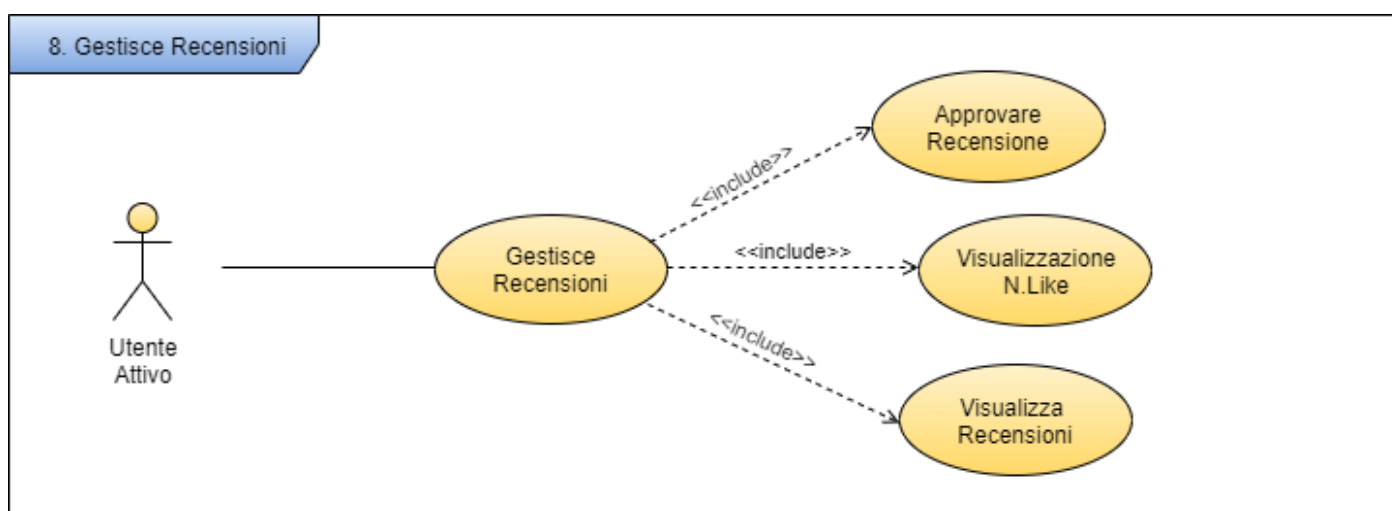 8. Gestisce Recensioni
Approvare
Recensione
<<include>>
Gestisce
Recensioni
<<include>>
Visualizzazione
N.Like
<<include>>
Utente
Attivo
Visualizza
Recensioni